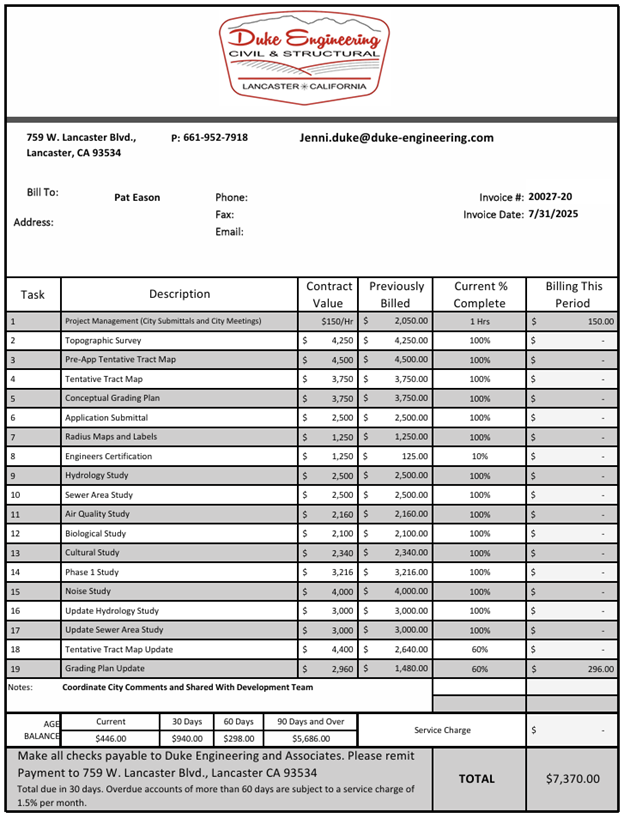 Duke Engineering
CIVIL & STRUCTURAL
LANCASTER ✳ CALIFORNIA
759 W. Lancaster Blvd., P: 661-952-7918 Jenni.duke@duke-engineering.com
Lancaster, CA 93534
Bill To: Pat Eason Phone: Invoice #: 20027-20
Address: Fax: Invoice Date: 7/31/2025
Email:
Task Description Contract Value Previously Billed Current % Complete Billing This Period
1 Project Management (City Submittals and City Meetings) $150/Hr $ 2,050.00 1 Hrs $ 150.00
2 Topographic Survey $ 4,250 $ 4,250.00 100% $ -
3 Pre-App Tentative Tract Map $ 4,500 $ 4,500.00 100% $ -
4 Tentative Tract Map $ 3,750 $ 3,750.00 100% $ -
5 Conceptual Grading Plan $ 3,750 $ 3,750.00 100% $ -
6 Application Submittal $ 2,500 $ 2,500.00 100% $ -
7 Radius Maps and Labels $ 1,250 $ 1,250.00 100% $ -
8 Engineers Certification $ 1,250 $ 125.00 10% $ -
9 Hydrology Study $ 2,500 $ 2,500.00 100% $ -
10 Sewer Area Study $ 2,500 $ 2,500.00 100% $ -
11 Air Quality Study $ 2,160 $ 2,160.00 100% $ -
12 Biological Study $ 2,100 $ 2,100.00 100% $ -
13 Cultural Study $ 2,340 $ 2,340.00 100% $ -
14 Phase 1 Study $ 3,216 $ 3,216.00 100% $ -
15 Noise Study $ 4,000 $ 4,000.00 100% $ -
16 Update Hydrology Study $ 3,000 $ 3,000.00 100% $ -
17 Update Sewer Area Study $ 3,000 $ 3,000.00 100% $ -
18 Tentative Tract Map Update $ 4,400 $ 2,640.00 60% $ -
19 Grading Plan Update $ 2,960 $ 1,480.00 60% $ 296.00
Notes: Coordinate City Comments and Shared With Development Team
AGE BALANCE Current 30 Days 60 Days 90 Days and Over Service Charge $ -
$446.00 $940.00 $298.00 $5,686.00
Make all checks payable to Duke Engineering and Associates. Please remit
Payment to 759 W. Lancaster Blvd., Lancaster CA 93534
Total due in 30 days. Overdue accounts of more than 60 days are subject to a service charge of
1.5% per month.
TOTAL $7,370.00